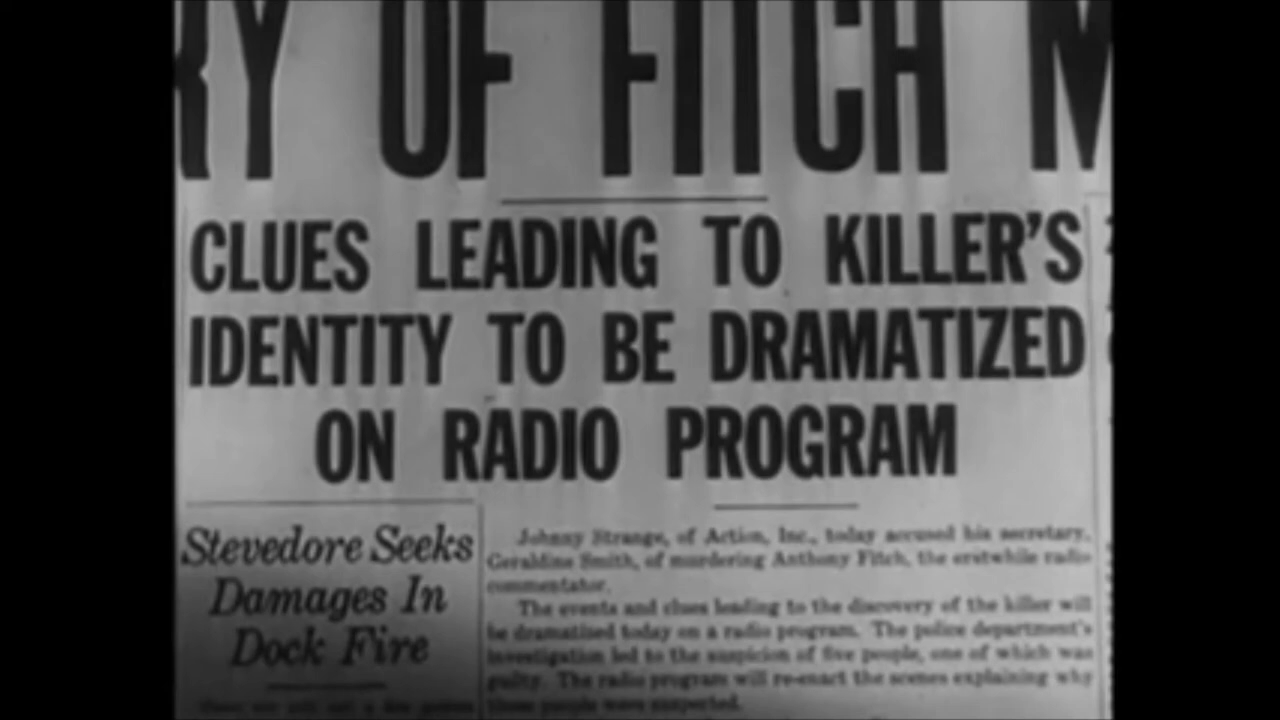 RY OF FITCH M
CLUES LEADING TO KILLER'S
IDENTITY TO BE DRAMATIZED
ON RADIO PROGRAM
Stevedore Seeks
Damages In
Dock Fire
Johnny Strange, of Action, Inc., today accused his secretary,
Geraldine Smith, of murdering Anthony Fitch, the erstwhile radio
commentator.
The events and clues leading to the discovery of the killer will
be dramatized today on a radio program. The police department's
investigation led to the suspicion of five people, one of which was
guilty. The radio program will re-enact the scenes explaining why
these people were suspected.